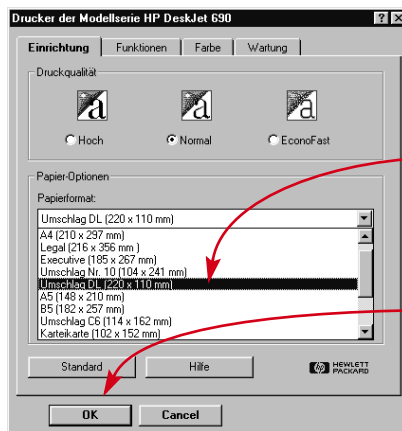 Drucker der Modellserie HP DeskJet 690
Einrichtung Funktionen Farbe Wartung
Druckqualität
Hoch Normal EconoFast
Papier-Optionen
Papierformat:
Umschlag DL (220 x 110 mm)
A4 (210 x 297 mm)
Legal (216 x 356 mm )
Executive (185 x 267 mm)
Umschlag Nr. 10 (104 x 241 mm)
Umschlag DL (220 x 110 mm)
A5 (148 x 210 mm)
B5 (182 x 257 mm)
Umschlag C6 (114 x 162 mm)
Karteikarte (102 x 152 mm)
Standard Hilfe hp HEWLETT
PACKARD
OK Cancel